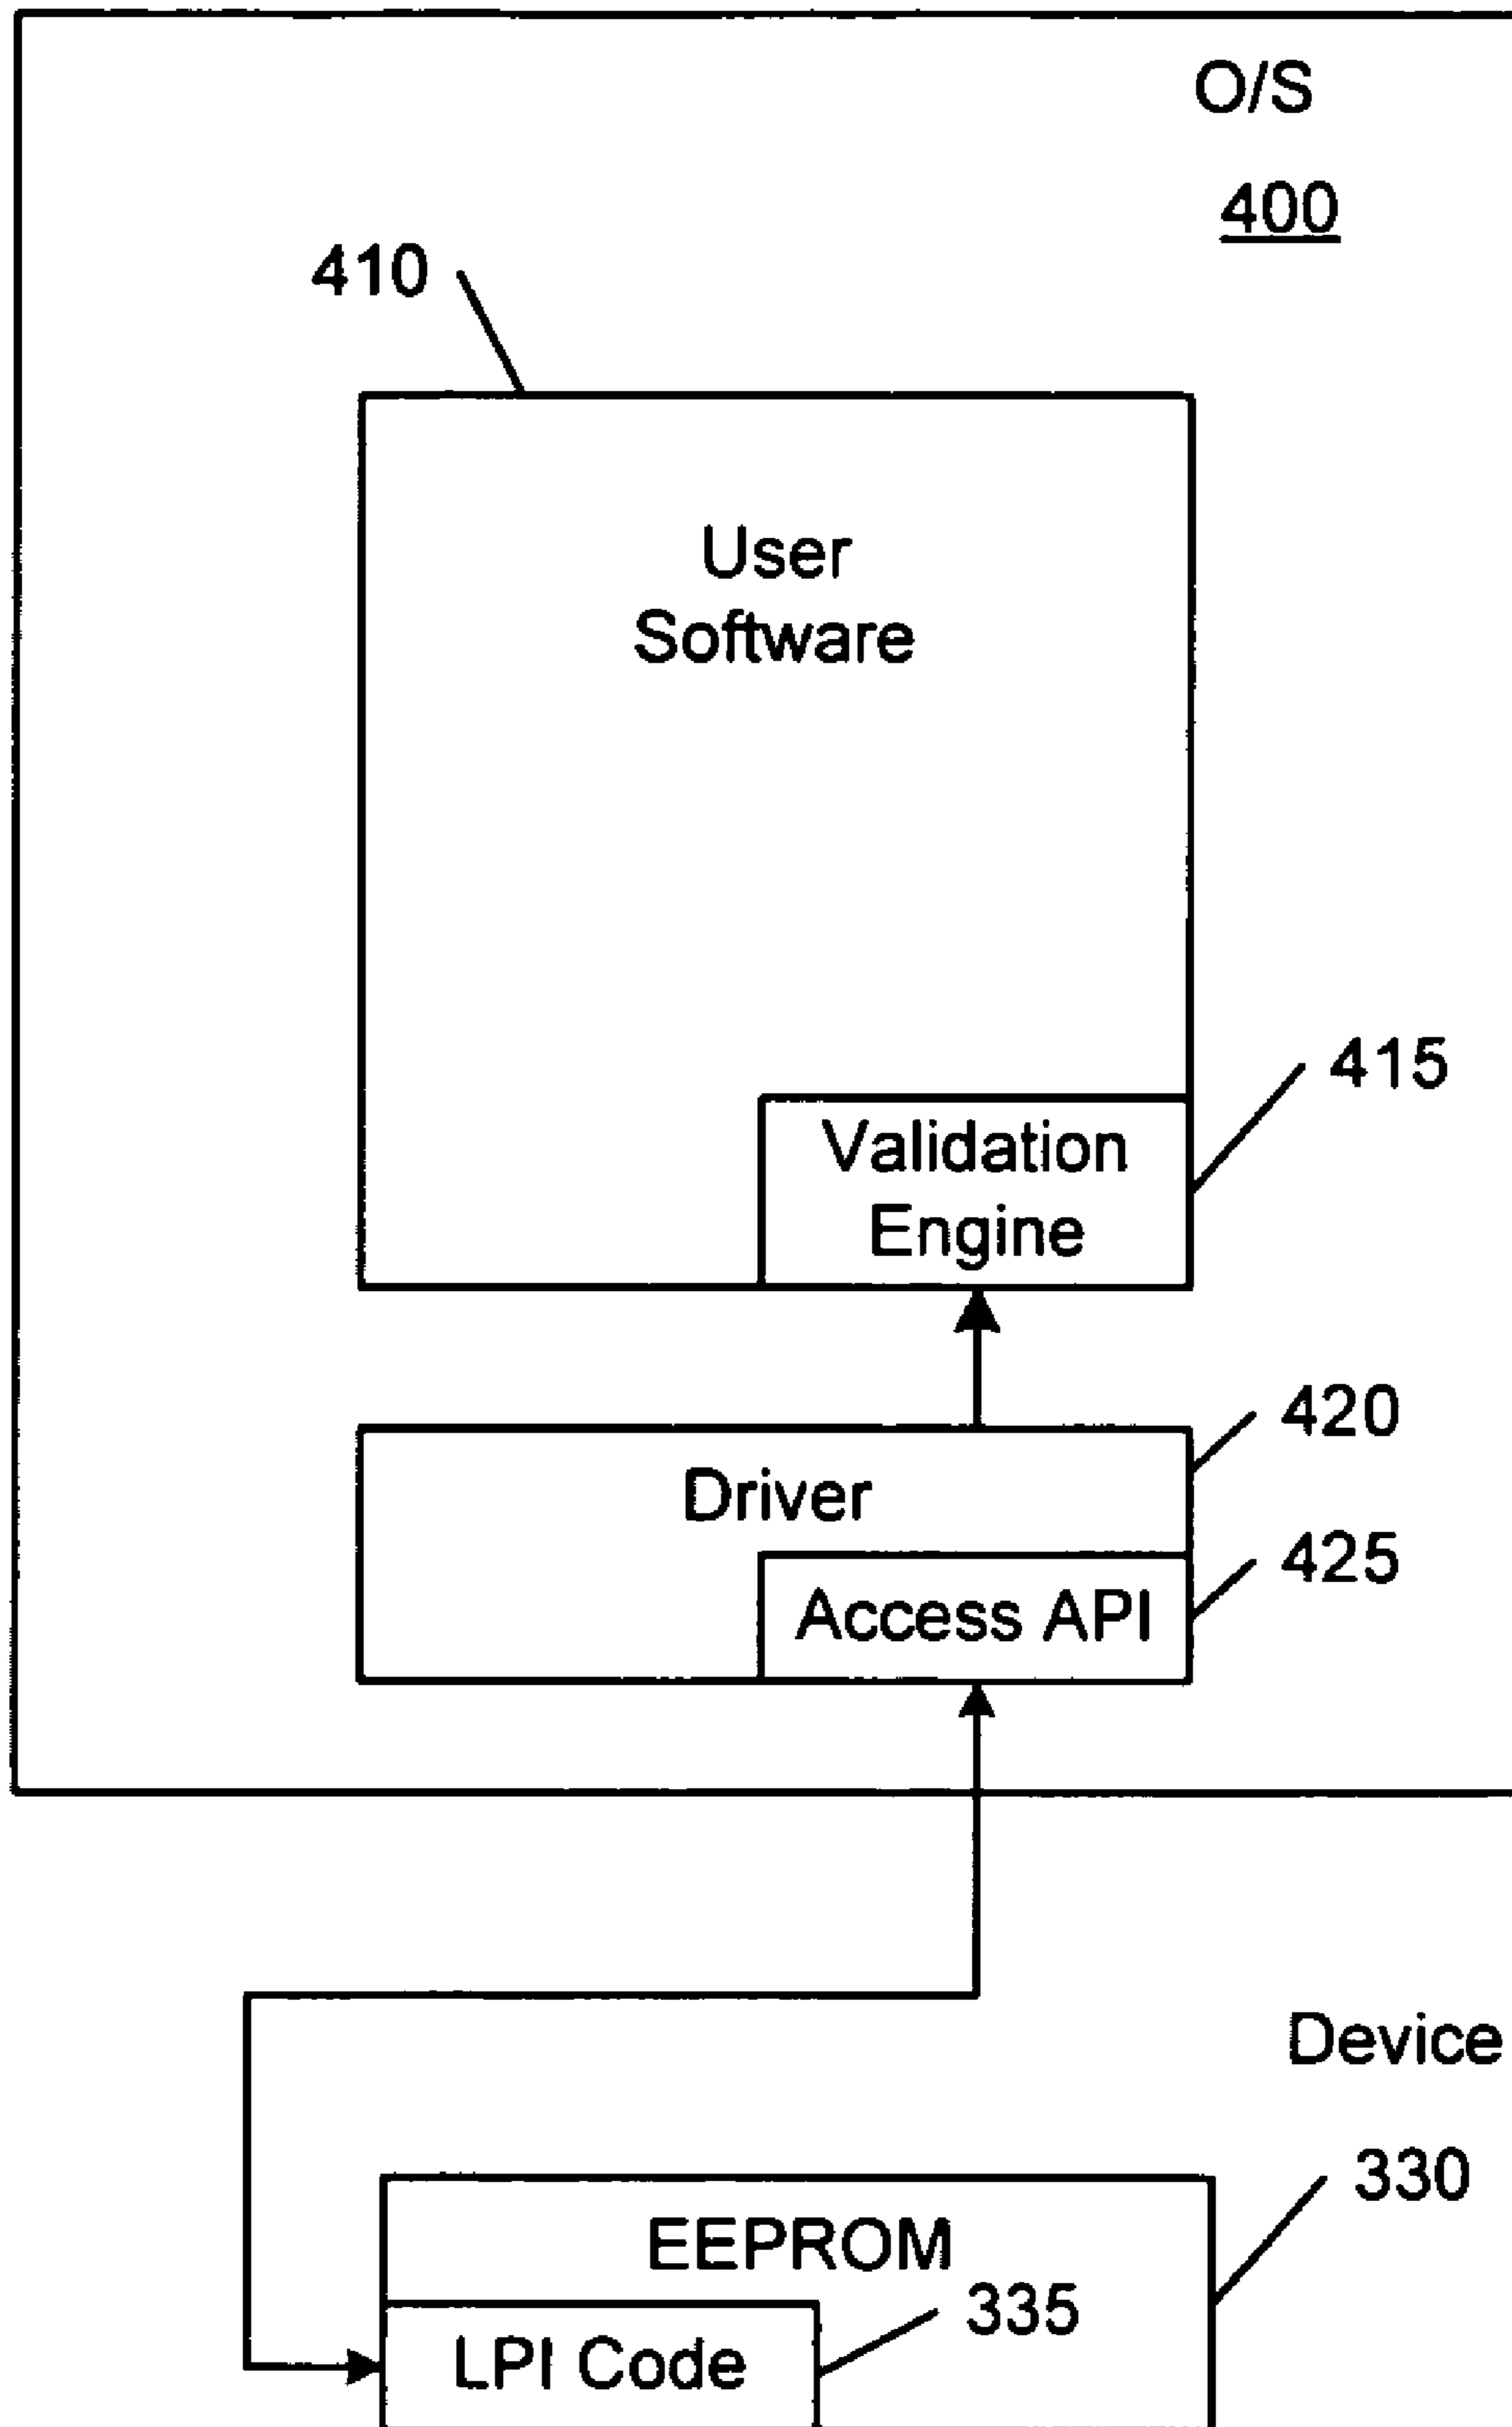 O/S
400
410
User
Software
415
Validation
Engine
420
Driver
425
Access API
Device
330
EEPROM
335
LPI Code